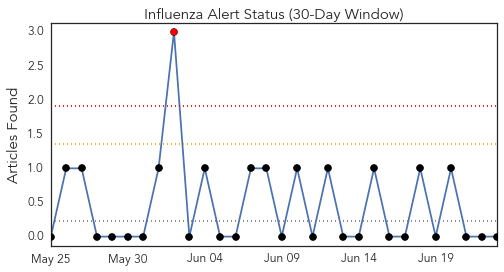 Influenza Alert Status (30-Day Window)
Articles Found
3.0
2.5
2.0
1.5
1.0
0.5
0.0
May 25 May 30 Jun 04 Jun 09 Jun 14 Jun 19